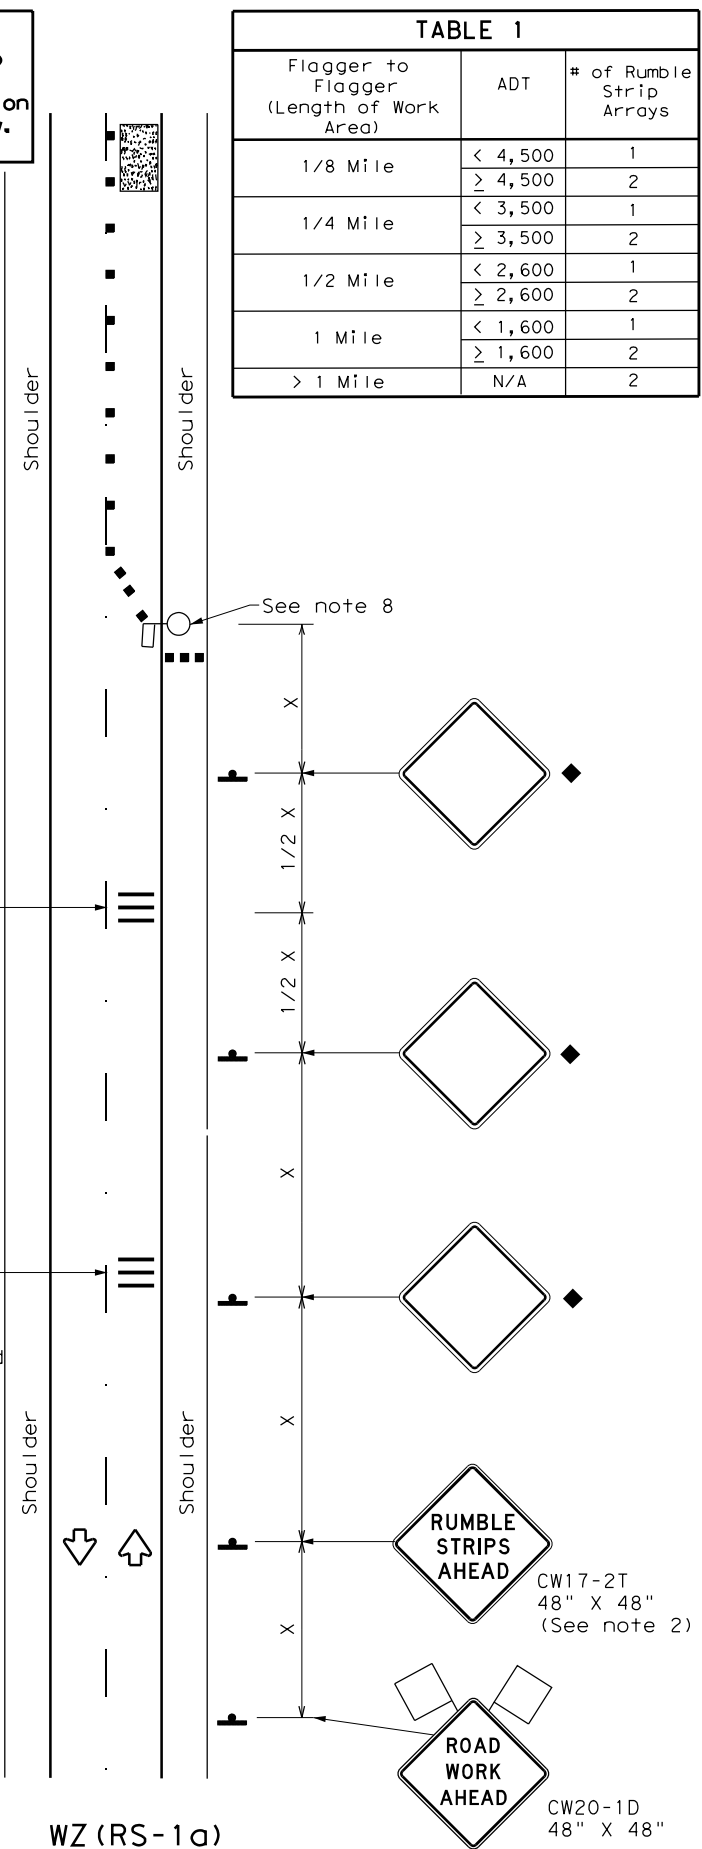 on
TABLE 1
Flagger to
Flagger
(Length of Work
Area)
ADT
# of Rumble
Strip
Arrays
1/8 Mile
< 4,500
1
≥ 4,500
2
1/4 Mile
< 3,500
1
≥ 3,500
2
1/2 Mile
< 2,600
1
≥ 2,600
2
1 Mile
< 1,600
1
≥ 1,600
2
> 1 Mile
N/A
2
Shoulder
Shoulder
See note 8
X
1/2 X
1/2 X
X
X
Shoulder
Shoulder
RUMBLE
STRIPS
AHEAD
CW17-2T
48" X 48"
(See note 2)
X
ROAD
WORK
AHEAD
CW20-1D
48" X 48"
WZ(RS-1a)